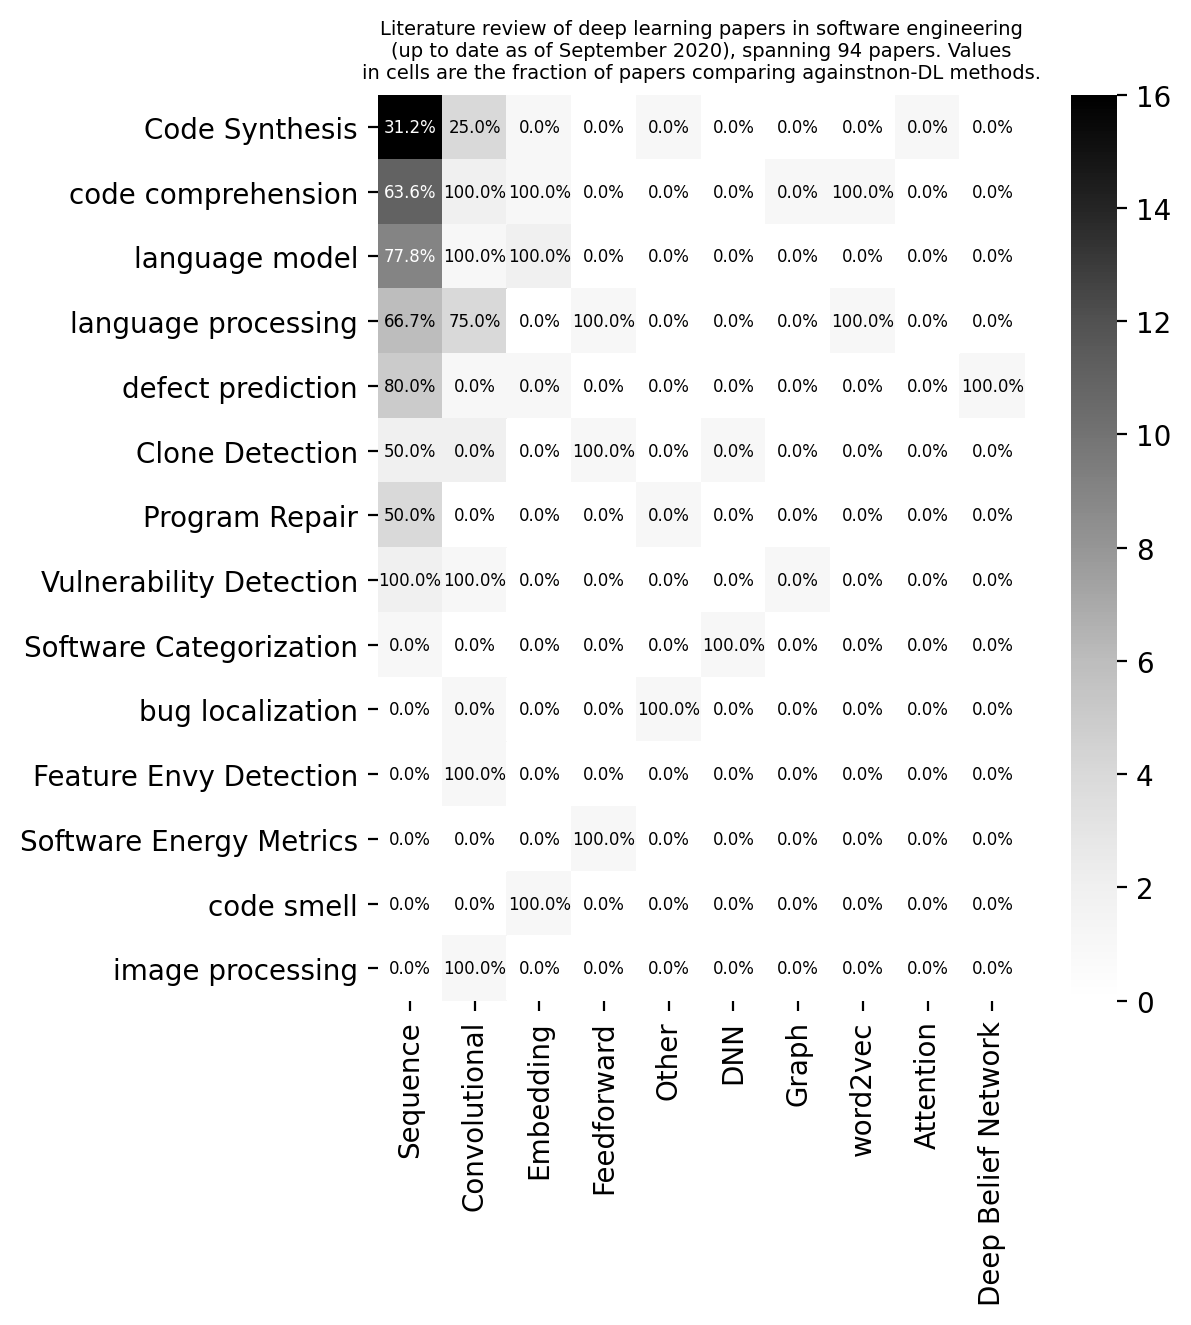 Literature review of deep learning papers in software engineering
(up to date as of September 2020), spanning 94 papers. Values
in cells are the fraction of papers comparing againstnon-DL methods.
Code Synthesis 31.2% 25.0% 0.0% 0.0% 0.0% 0.0% 0.0% 0.0% 0.0% 0.0%
code comprehension 63.6% 100.0% 100.0% 0.0% 0.0% 0.0% 0.0% 100.0% 0.0% 0.0%
language model 77.8% 100.0% 100.0% 0.0% 0.0% 0.0% 0.0% 0.0% 0.0% 0.0%
language processing 66.7% 75.0% 0.0% 100.0% 0.0% 0.0% 0.0% 100.0% 0.0% 0.0%
defect prediction 80.0% 0.0% 0.0% 0.0% 0.0% 0.0% 0.0% 0.0% 0.0% 100.0%
Clone Detection 50.0% 0.0% 0.0% 100.0% 0.0% 0.0% 0.0% 0.0% 0.0% 0.0%
Program Repair 50.0% 0.0% 0.0% 0.0% 0.0% 0.0% 0.0% 0.0% 0.0% 0.0%
Vulnerability Detection 100.0% 100.0% 0.0% 0.0% 0.0% 0.0% 0.0% 0.0% 0.0% 0.0%
Software Categorization 0.0% 0.0% 0.0% 0.0% 0.0% 100.0% 0.0% 0.0% 0.0% 0.0%
bug localization 0.0% 0.0% 0.0% 0.0% 100.0% 0.0% 0.0% 0.0% 0.0% 0.0%
Feature Envy Detection 0.0% 100.0% 0.0% 0.0% 0.0% 0.0% 0.0% 0.0% 0.0% 0.0%
Software Energy Metrics 0.0% 0.0% 0.0% 100.0% 0.0% 0.0% 0.0% 0.0% 0.0% 0.0%
code smell 0.0% 0.0% 100.0% 0.0% 0.0% 0.0% 0.0% 0.0% 0.0% 0.0%
image processing 0.0% 100.0% 0.0% 0.0% 0.0% 0.0% 0.0% 0.0% 0.0% 0.0%
Sequence
Convolutional
Embedding
Feedforward
Other
DNN
Graph
word2vec
Attention
Deep Belief Network
16
14
12
10
8
6
4
2
0